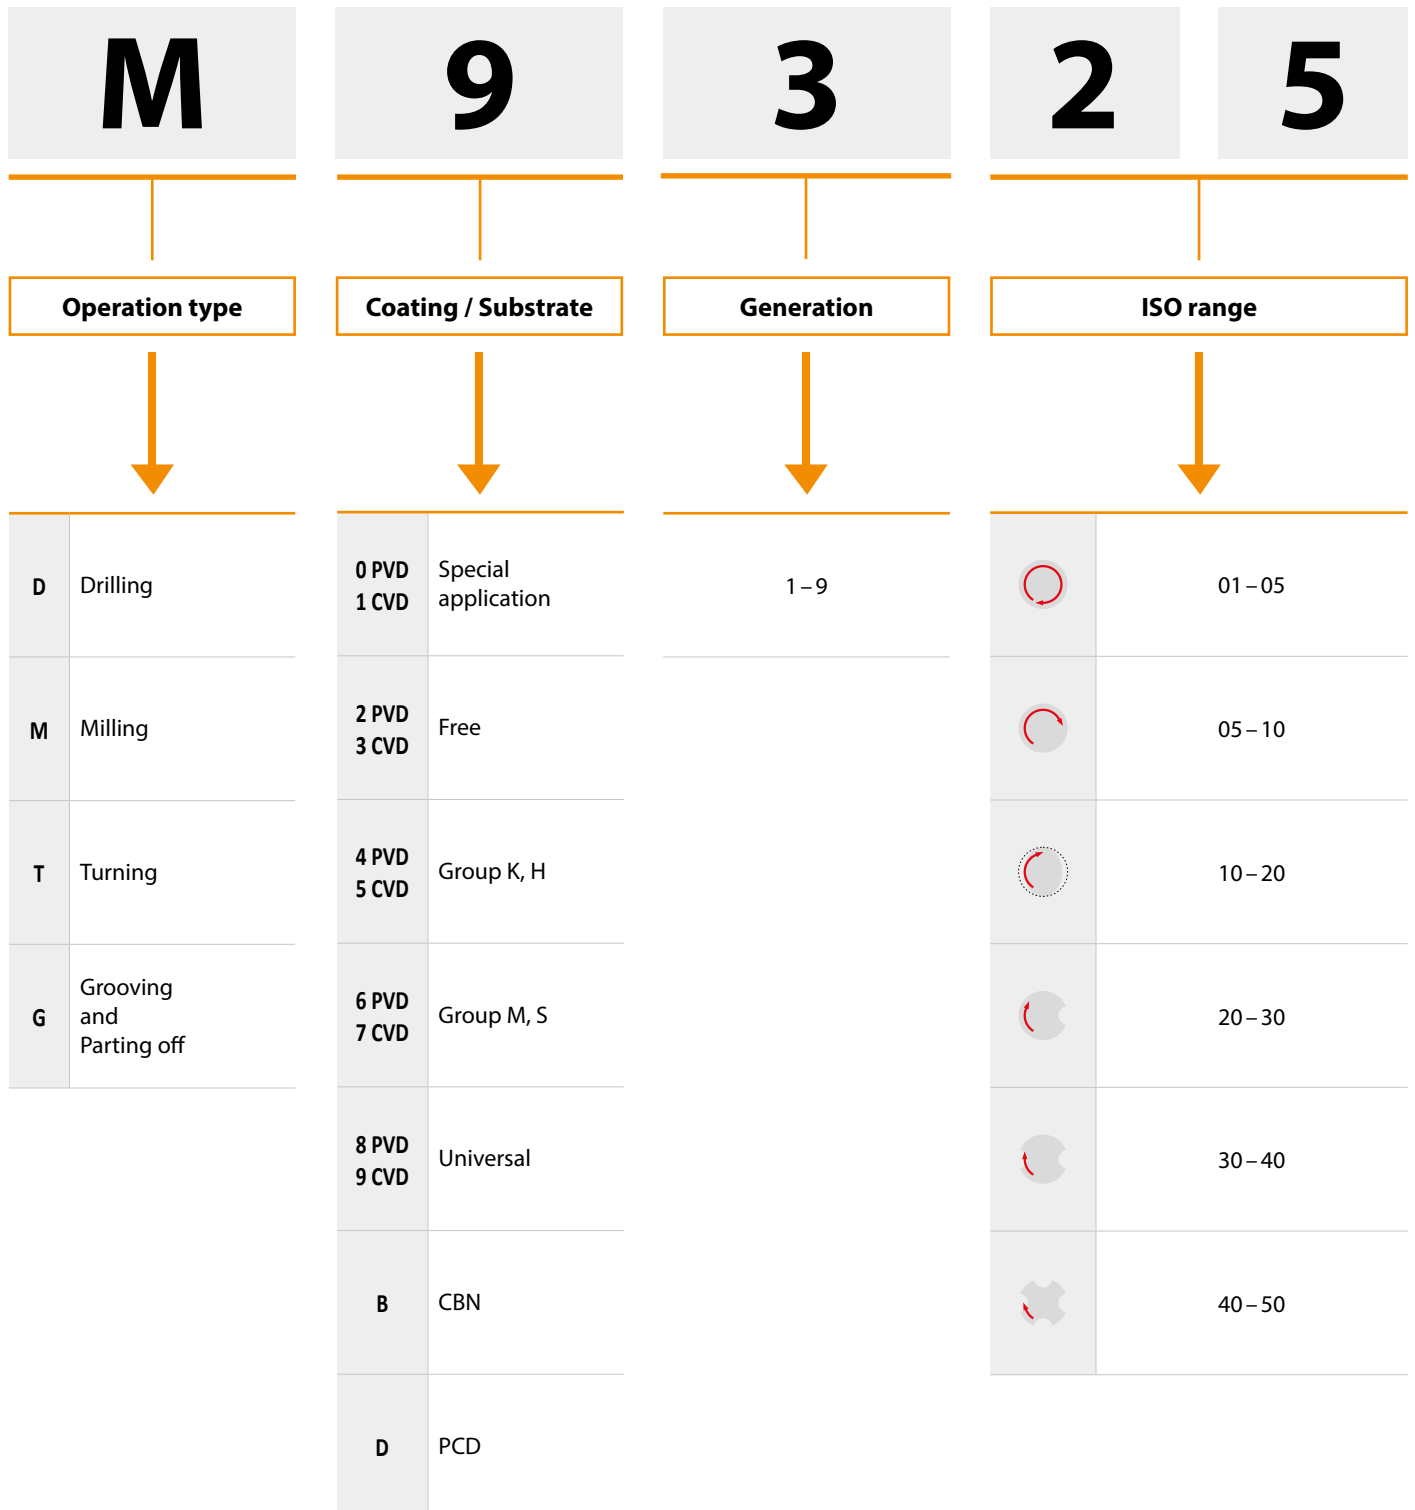 M 9 3 2 5
Operation type
Coating / Substrate
Generation
ISO range
D Drilling
M Milling
T Turning
G Grooving
and
Parting off
0 PVD
1 CVD
Special
application
2 PVD
3 CVD
Free
4 PVD
5 CVD
Group K, H
6 PVD
7 CVD
Group M, S
8 PVD
9 CVD
Universal
B CBN
D PCD
1 – 9
01 – 05
05 – 10
10 – 20
20 – 30
30 – 40
40 – 50